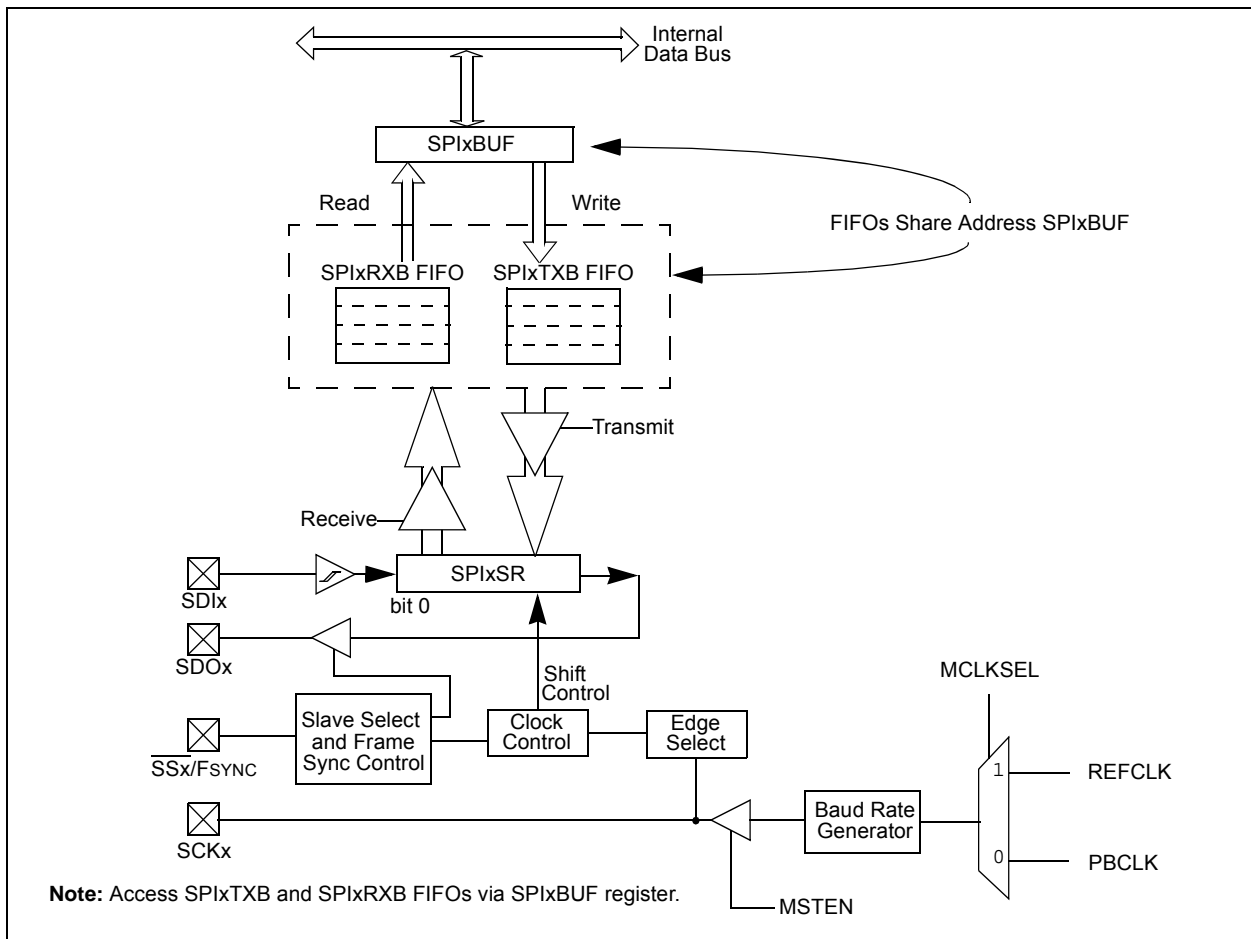 Internal
Data Bus
SPIxBUF
Read
Write
FIFOs Share Address SPIxBUF
SPIxRXB FIFO
SPIxTXB FIFO
Transmit
Receive
SPIxSR
SDIx
bit 0
SDOx
Shift
Control
MCLKSEL
Slave Select
and Frame
Sync Control
Clock
Control
Edge
Select
SSx/FSYNC
1
REFCLK
Baud Rate
Generator
SCKx
0
PBCLK
Note: Access SPIxTXB and SPIxRXB FIFOs via SPIxBUF register.
MSTEN